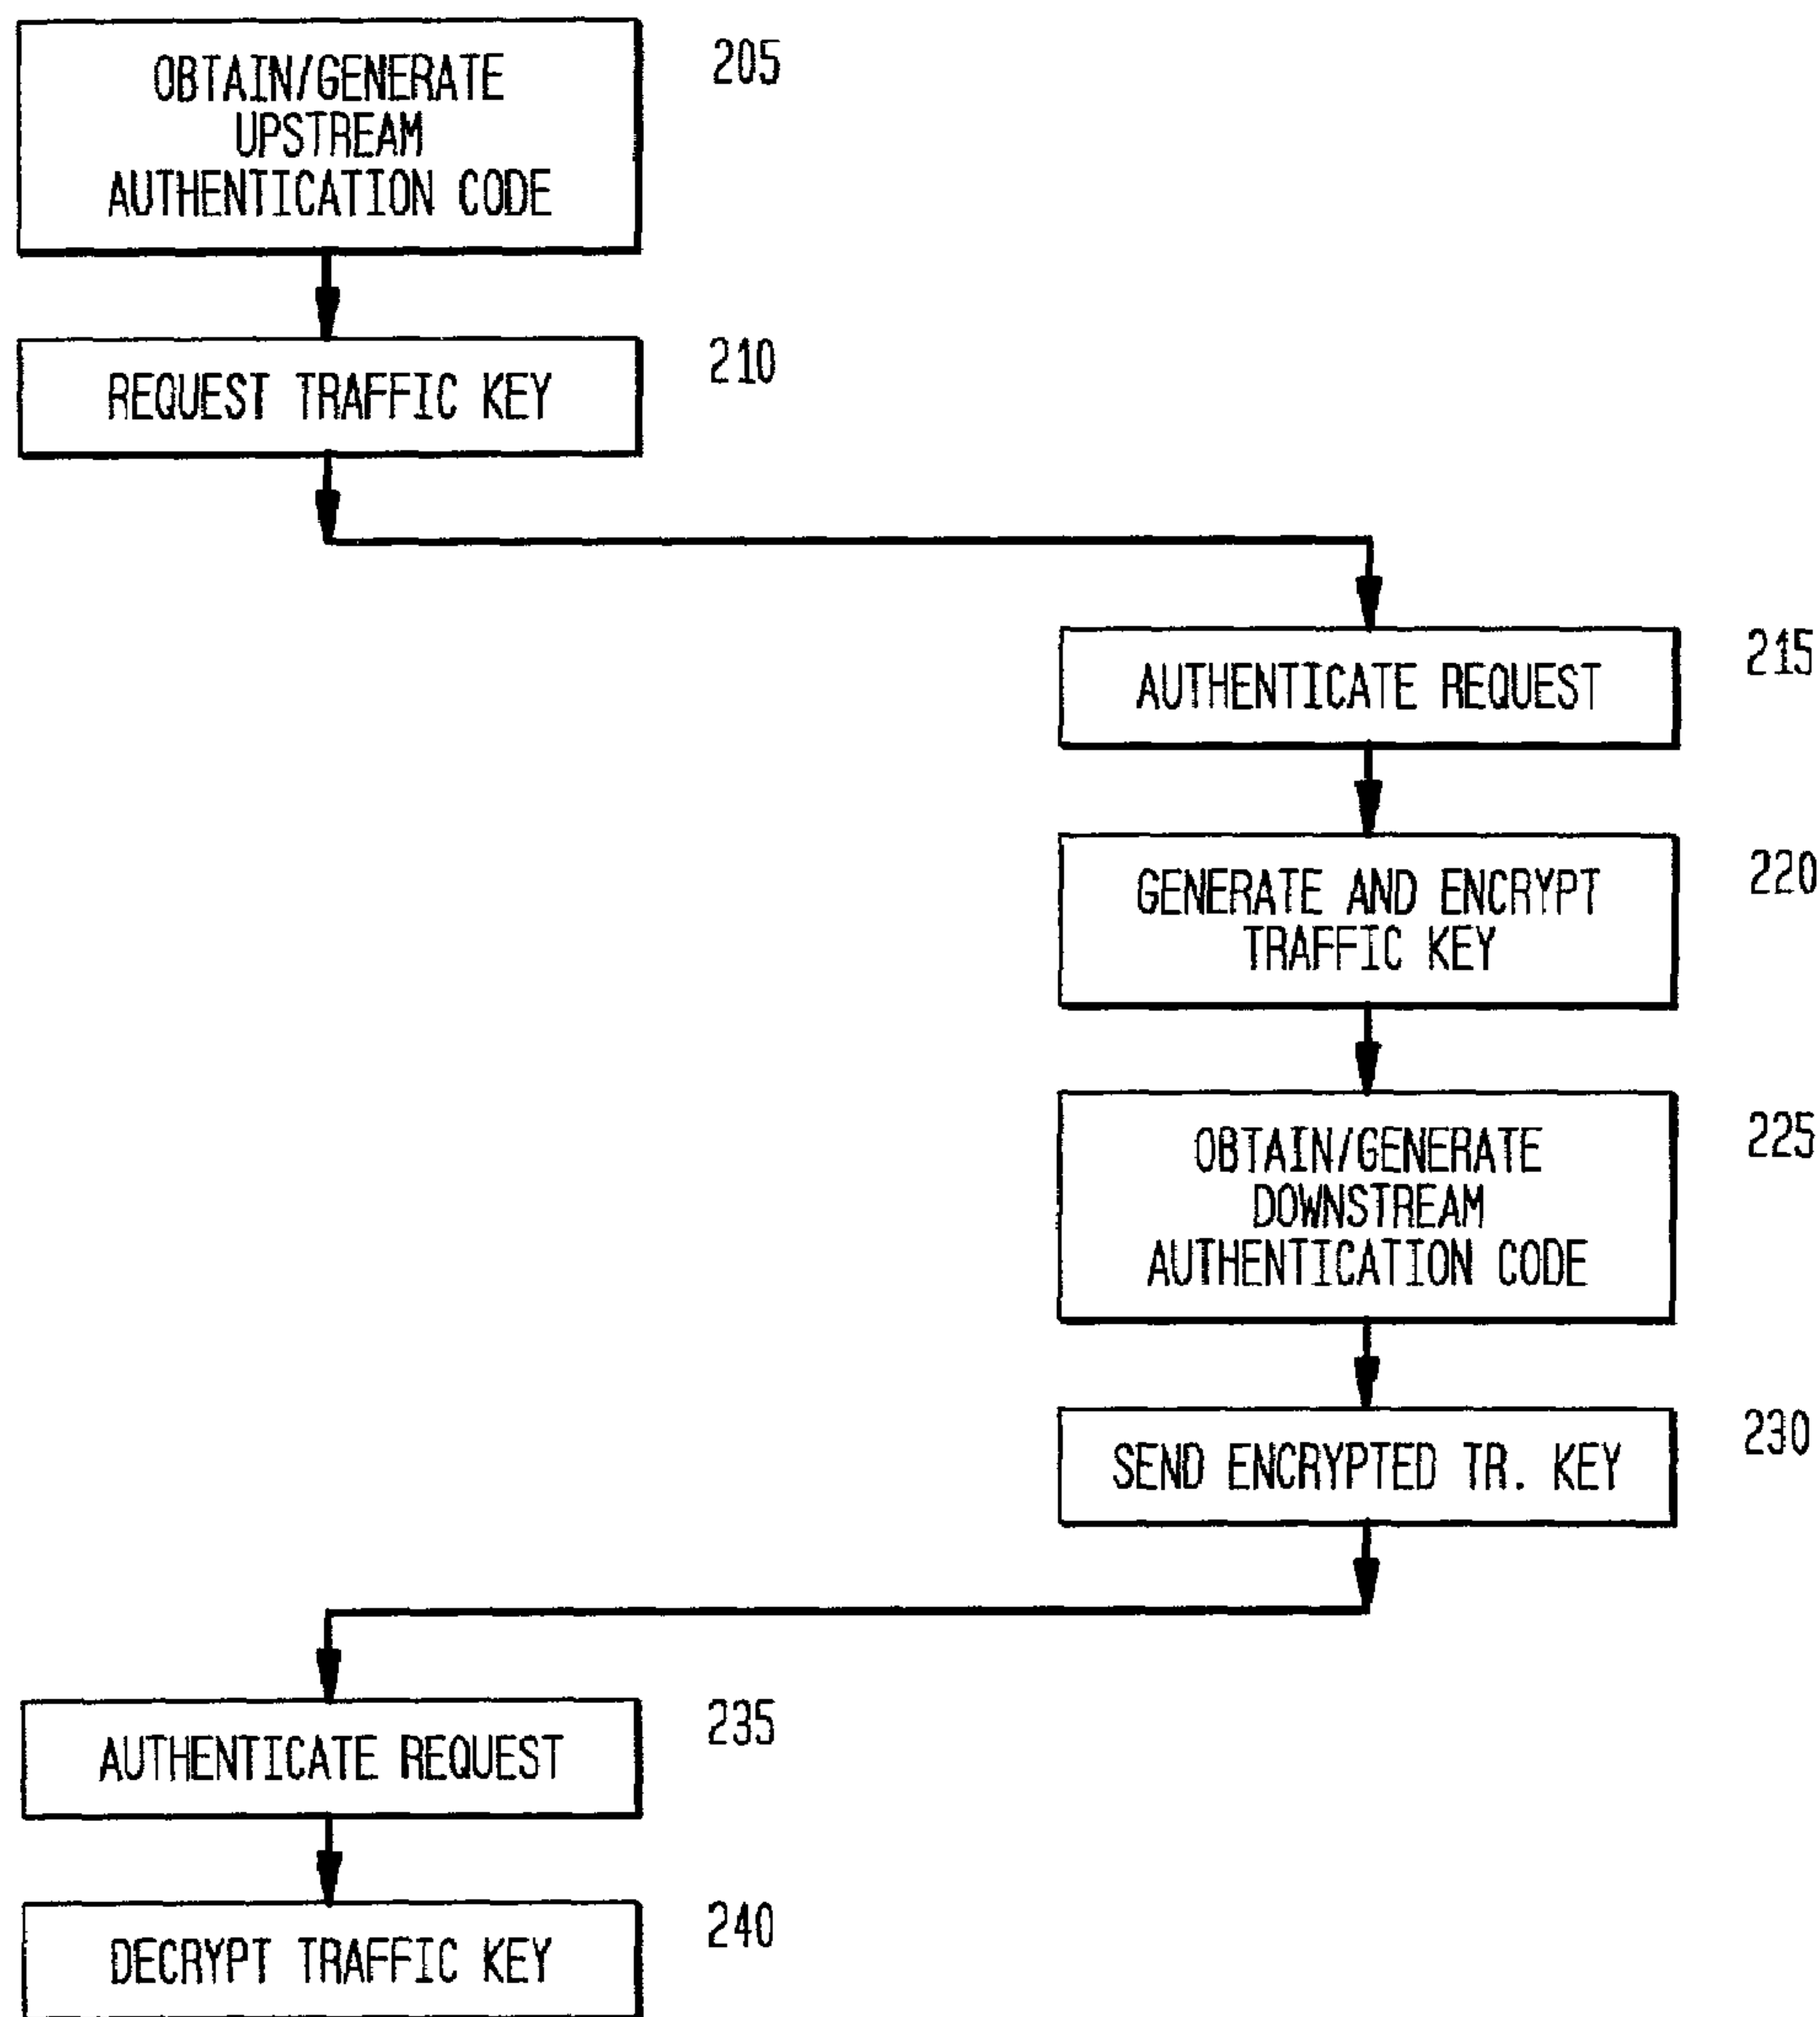 OBTAIN/GENERATE
UPSTREAM
AUTHENTICATION CODE
205
REQUEST TRAFFIC KEY
210
AUTHENTICATE REQUEST
215
GENERATE AND ENCRYPT
TRAFFIC KEY
220
OBTAIN/GENERATE
DOWNSTREAM
AUTHENTICATION CODE
225
SEND ENCRYPTED TR. KEY
230
AUTHENTICATE REQUEST
235
DECRYPT TRAFFIC KEY
240